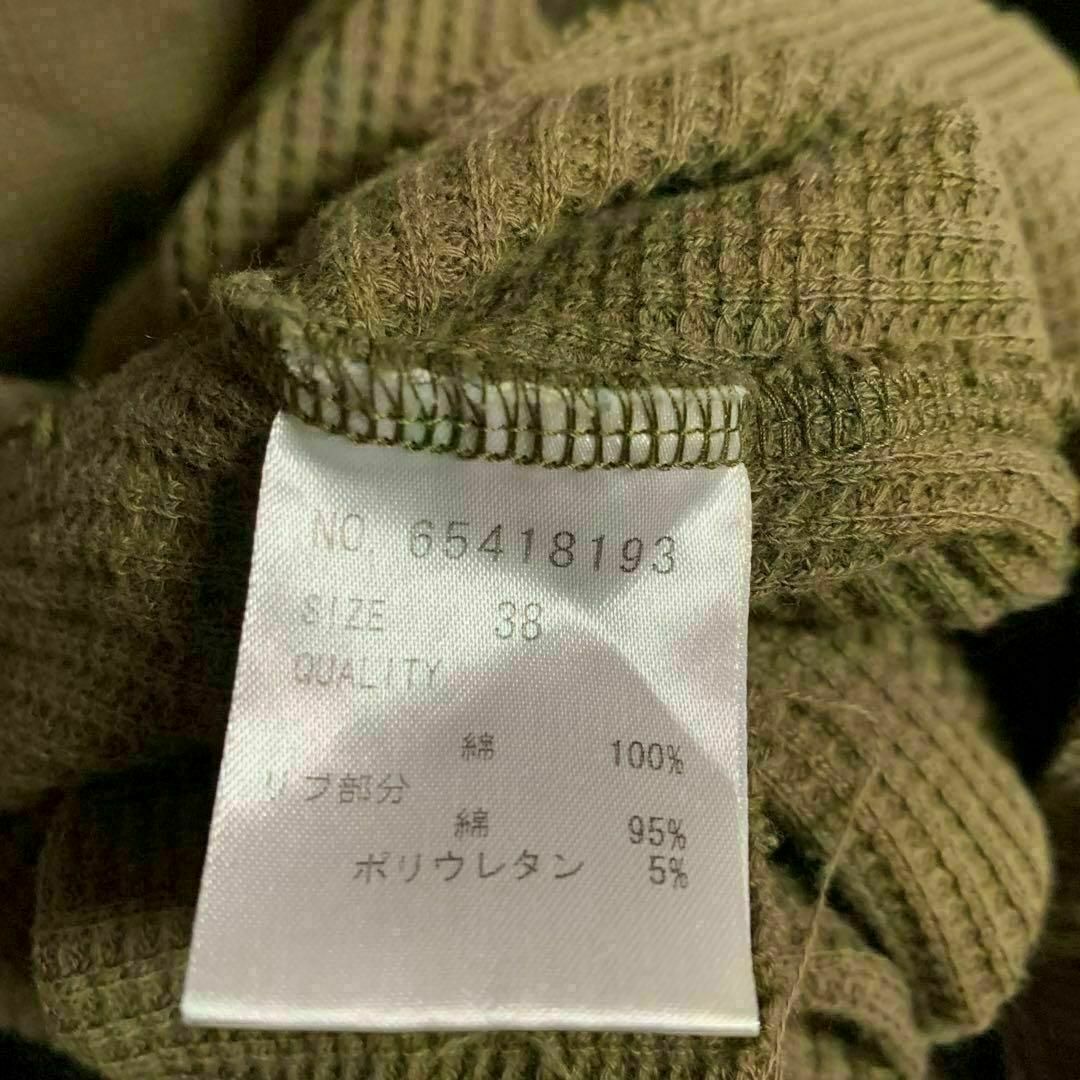 NO 65418193
SIZE 38
QUALITY
綿 100%
リブ部分
綿 95%
ポリウレタン 5%